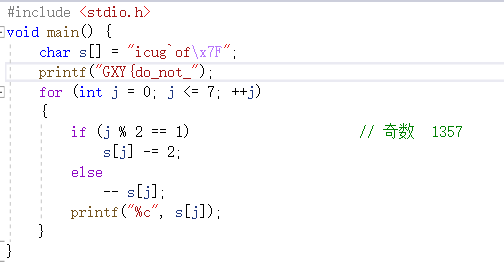 #include <stdio.h>
void main() {
    char s[] = "icug`of\x7F";
    printf("GXY{do_not_");
    for (int j = 0; j <= 7; ++j)
    {
        if (j % 2 == 1)                        // 奇数  1357
            s[j] -= 2;
        else
            -- s[j];
        printf("%c", s[j]);
    }
}